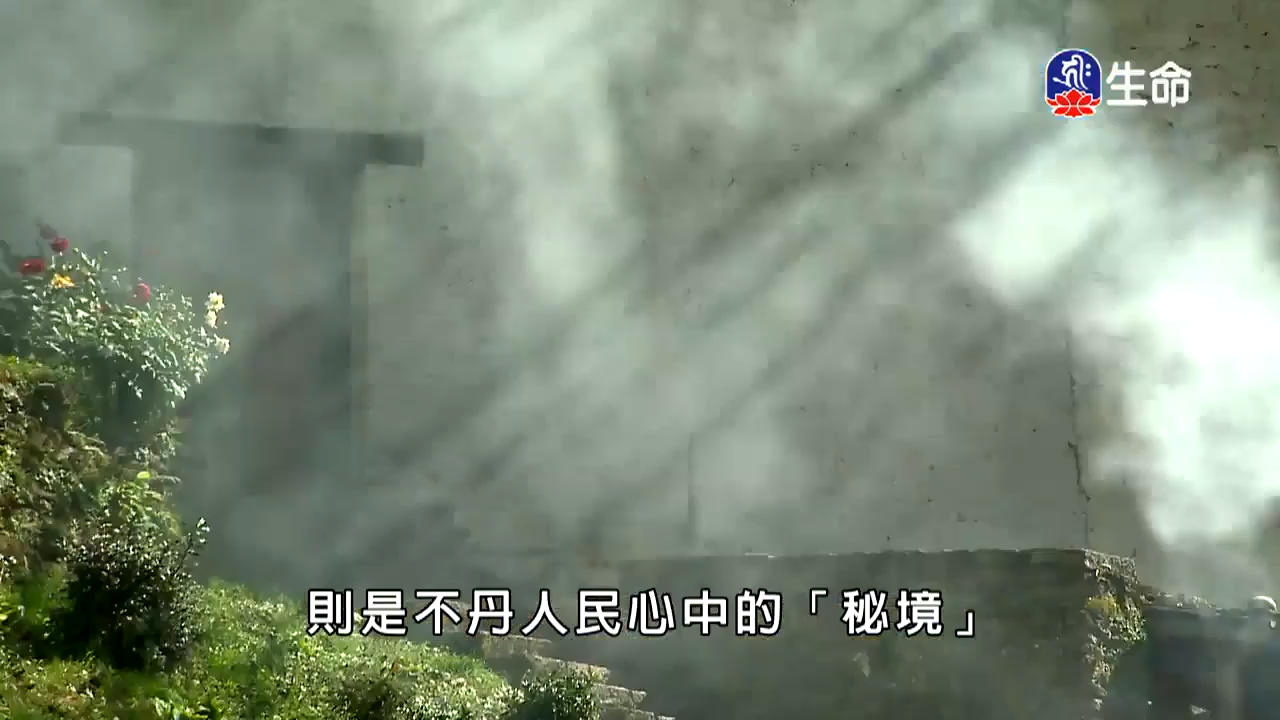 生命
則是不丹人民心中的「秘境」